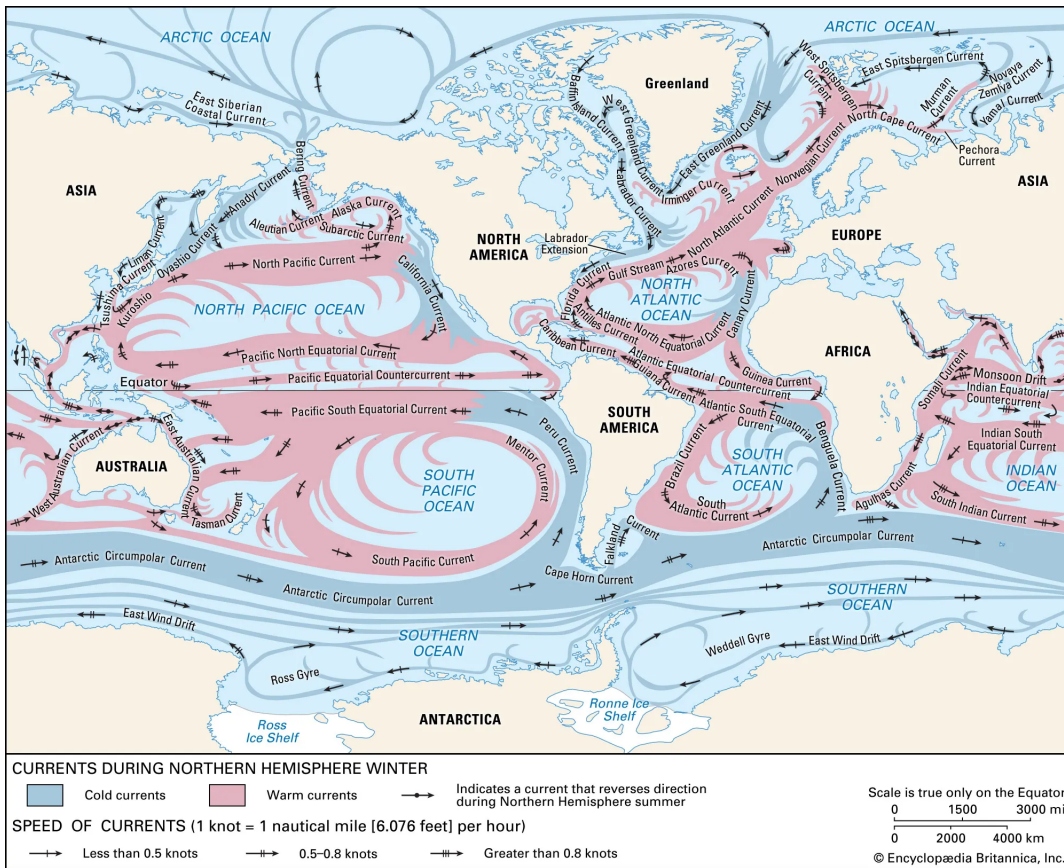 ARCTIC OCEAN
ARCTIC OCEAN
Greenland
West Spitsbergen
Current
East Spitsbergen Current
Novaya
Zemlya Current
Murman
Current
Yamal Current
North Cape Current
Pechora
Current
East Siberian
Coastal Current
Baffin Island Current
West Greenland Current
East Greenland Current
Norwegian Current
Irminger Current
Labrador Current
Bering Current
Anadyr Current
ASIA
ASIA
Aleutian Current
Alaska Current
Subarctic Current
Liman Current
Oyashio Current
Tsushima Current
Kuroshio
North Pacific Current
California Current
NORTH
AMERICA
Labrador
Extension
North Atlantic Current
EUROPE
Gulf Stream
Azores Current
Florida Current
NORTH PACIFIC OCEAN
NORTH
ATLANTIC
OCEAN
Antilles Current
Atlantic North Equatorial Current
Canary Current
Caribbean Current
AFRICA
Pacific North Equatorial Current
Equator
Pacific Equatorial Countercurrent
Atlantic Equatorial
Countercurrent
Guinea Current
Guiana Current
Somali Current
Monsoon Drift
Indian Equatorial
Countercurrent
Pacific South Equatorial Current
Peru Current
SOUTH
AMERICA
Atlantic South Equatorial
Current
Benguela Current
Indian South
Equatorial Current
West Australian Current
AUSTRALIA
East Australian
Current
Tasman Current
Mentor Current
SOUTH
PACIFIC
OCEAN
Brazil Current
SOUTH
ATLANTIC
OCEAN
INDIAN
OCEAN
South
Atlantic Current
Agulhas Current
South Indian Current
Falkland
Current
South Pacific Current
Antarctic Circumpolar Current
Antarctic Circumpolar Current
Antarctic Circumpolar Current
Cape Horn Current
SOUTHERN
OCEAN
East Wind Drift
SOUTHERN
OCEAN
Weddell Gyre
East Wind Drift
Ross Gyre
Ross
Ice Shelf
ANTARCTICA
Ronne Ice
Shelf
CURRENTS DURING NORTHERN HEMISPHERE WINTER
Cold currents
Warm currents
Indicates a current that reverses direction
during Northern Hemisphere summer
SPEED OF CURRENTS (1 knot = 1 nautical mile [6.076 feet] per hour)
Less than 0.5 knots
0.5–0.8 knots
Greater than 0.8 knots
Scale is true only on the Equator
0 1500 3000 mi
0 2000 4000 km
© Encyclopædia Britannica, Inc.